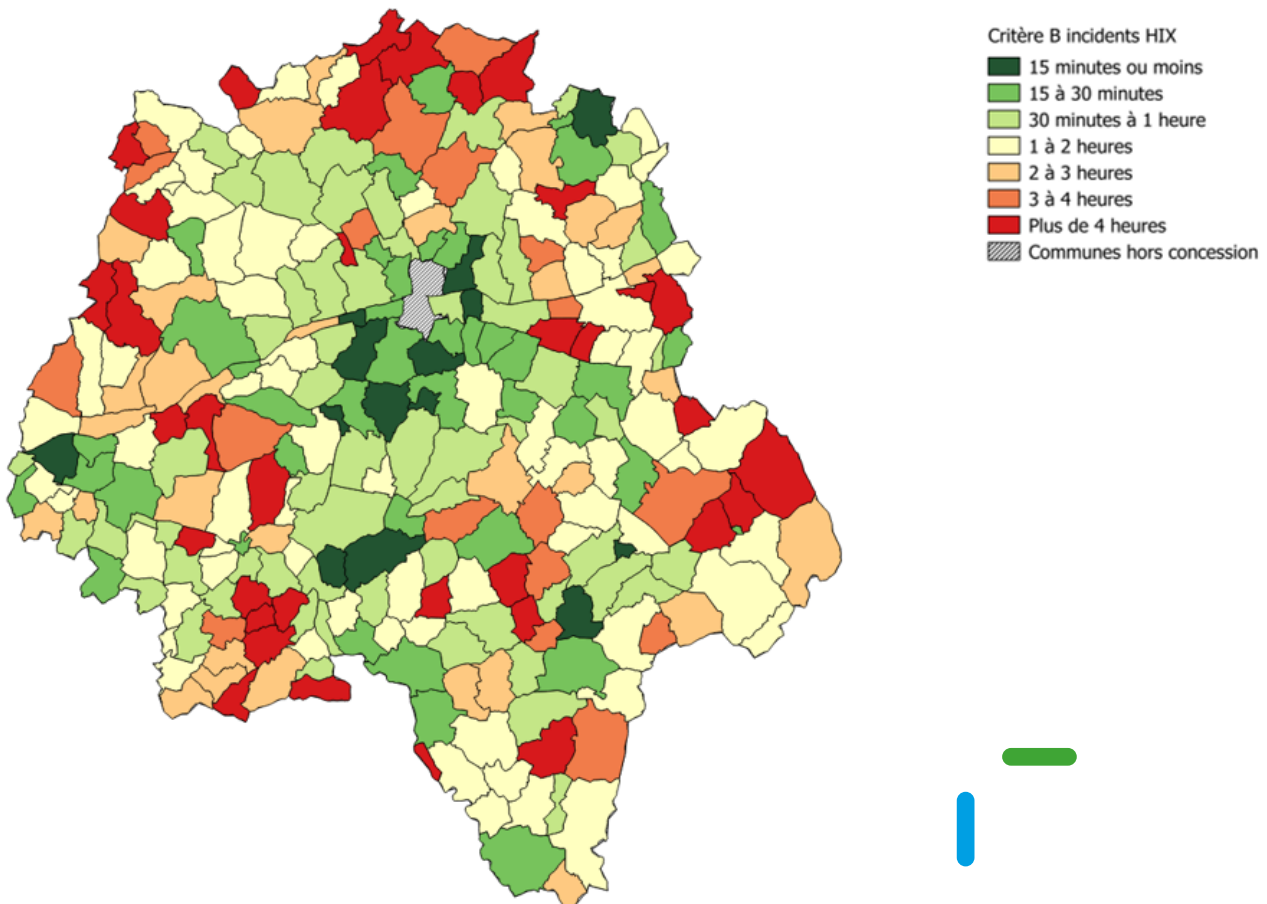 Critère B incidents HIX
15 minutes ou moins
15 à 30 minutes
30 minutes à 1 heure
1 à 2 heures
2 à 3 heures
3 à 4 heures
Plus de 4 heures
Communes hors concession